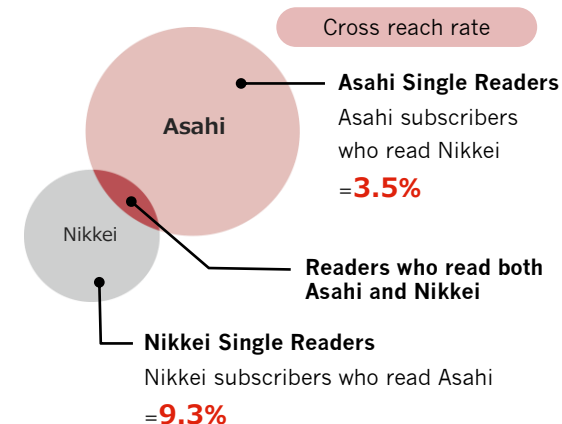 Cross reach rate
Asahi Single Readers
Asahi subscribers
who read Nikkei
=3.5%
Asahi
Nikkei
Readers who read both
Asahi and Nikkei
Nikkei Single Readers
Nikkei subscribers who read Asahi
=9.3%